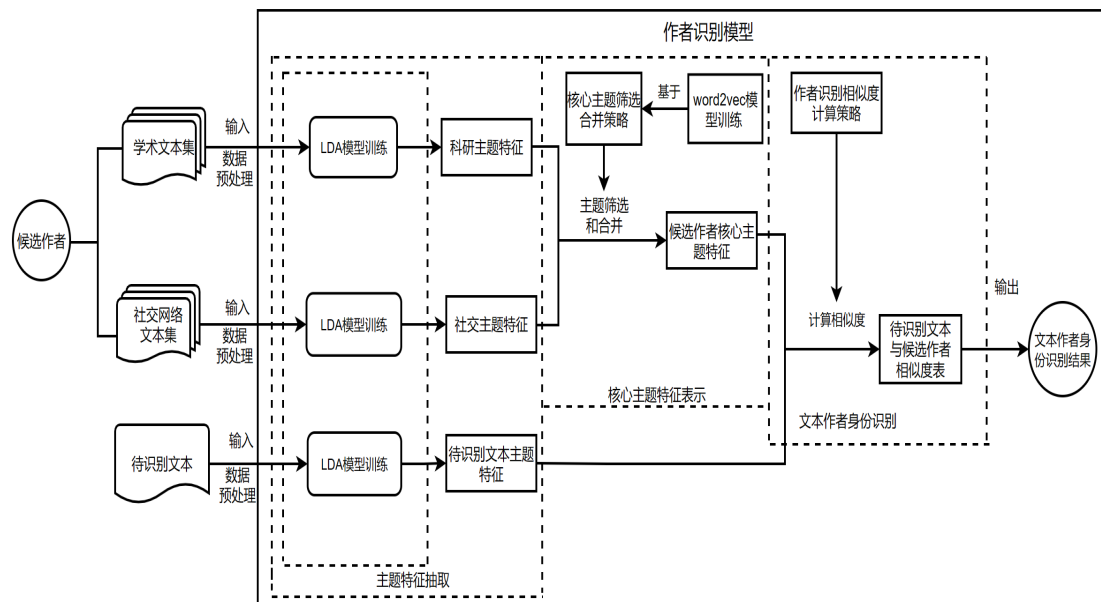 作者识别模型
候选作者
学术文本集
输入
数据
预处理
LDA模型训练
科研主题特征
核心主题筛选
合并策略
基于
word2vec模
型训练
作者识别相似度
计算策略
主题筛选
和合并
候选作者核心主
题特征
社交网络
文本集
输入
数据
预处理
LDA模型训练
社交主题特征
计算相似度
待识别文本
与候选作者
相似度表
输出
文本作者身
份识别结果
核心主题特征表示
文本作者身份识别
待识别文本
输入
数据
预处理
LDA模型训练
待识别文本主题
特征
主题特征抽取